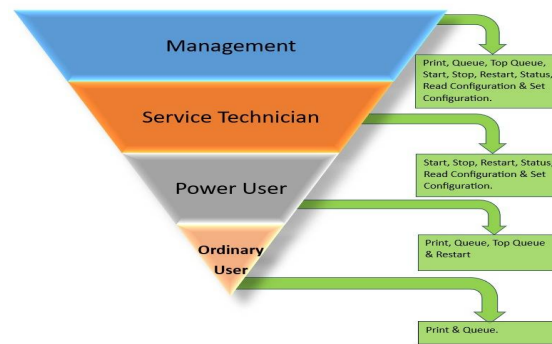 Management
Print, Queue, Top Queue,
Start, Stop, Restart, Status,
Read Configuration & Set
Configuration.
Service Technician
Start, Stop, Restart, Status,
Read Configuration & Set
Configuration.
Power User
Print, Queue, Top Queue
& Restart
Ordinary
User
Print & Queue.